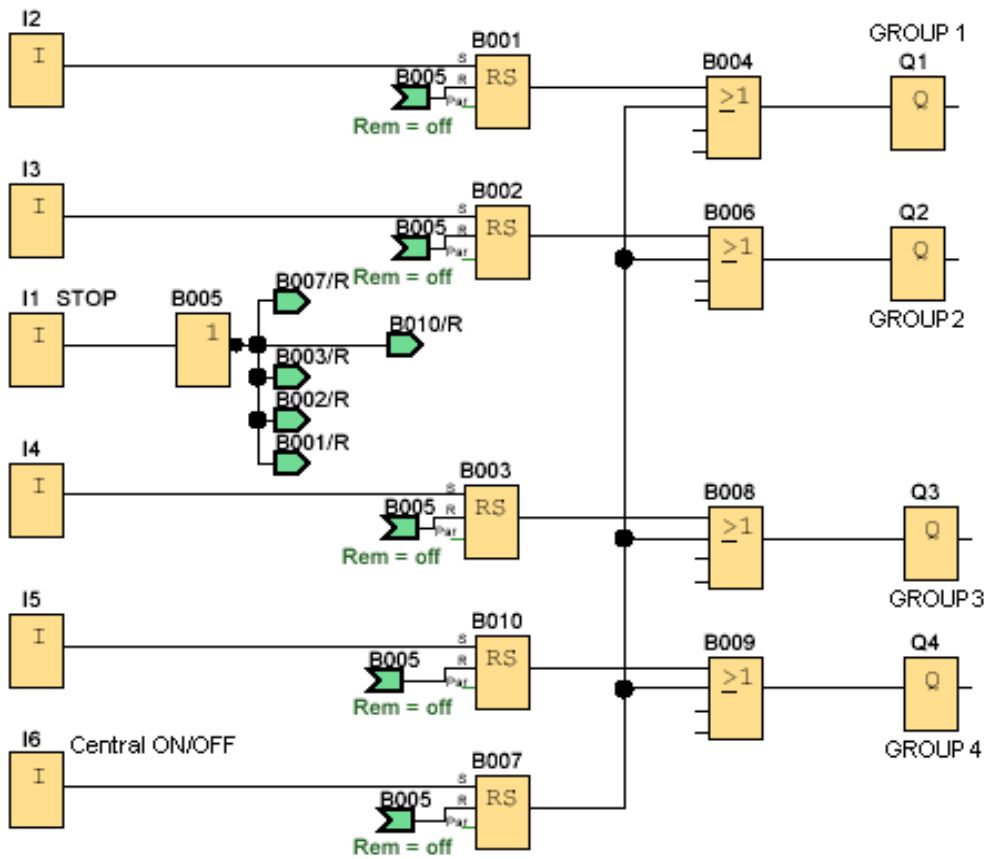 I2
I
B001
S
R
Par
RS
B005
Rem = off
B004
>1
GROUP 1
Q1
Q
I3
I
B002
S
R
Par
RS
B005
Rem = off
B006
>1
Q2
Q
GROUP 2
I1 STOP
I
B005
1
B007/R
B010/R
B003/R
B002/R
B001/R
I4
I
B003
S
R
Par
RS
B005
Rem = off
B008
>1
Q3
Q
GROUP 3
I5
I
B010
S
R
Par
RS
B005
Rem = off
B009
>1
Q4
Q
GROUP 4
I6 Central ON/OFF
I
B007
S
R
Par
RS
B005
Rem = off